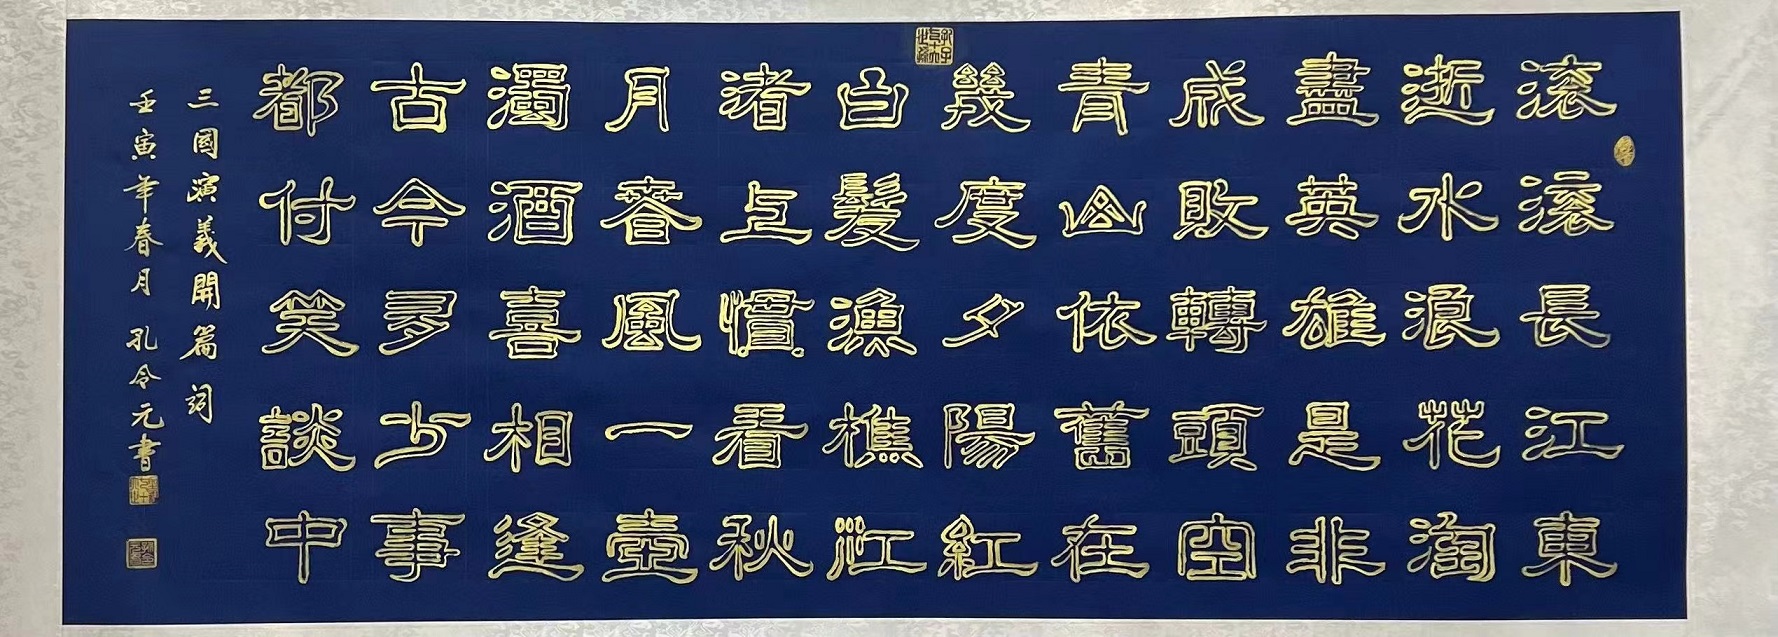 滾滾長江東
逝水浪花淘
盡英雄是非
成敗轉頭空
青山依舊在
幾度夕陽紅
白髮漁樵江
渚上慣看秋
月春風一壺
濁酒喜相逢
古今多少事
都付笑談中
三國演義開篇詞
壬寅年春月孔令元書